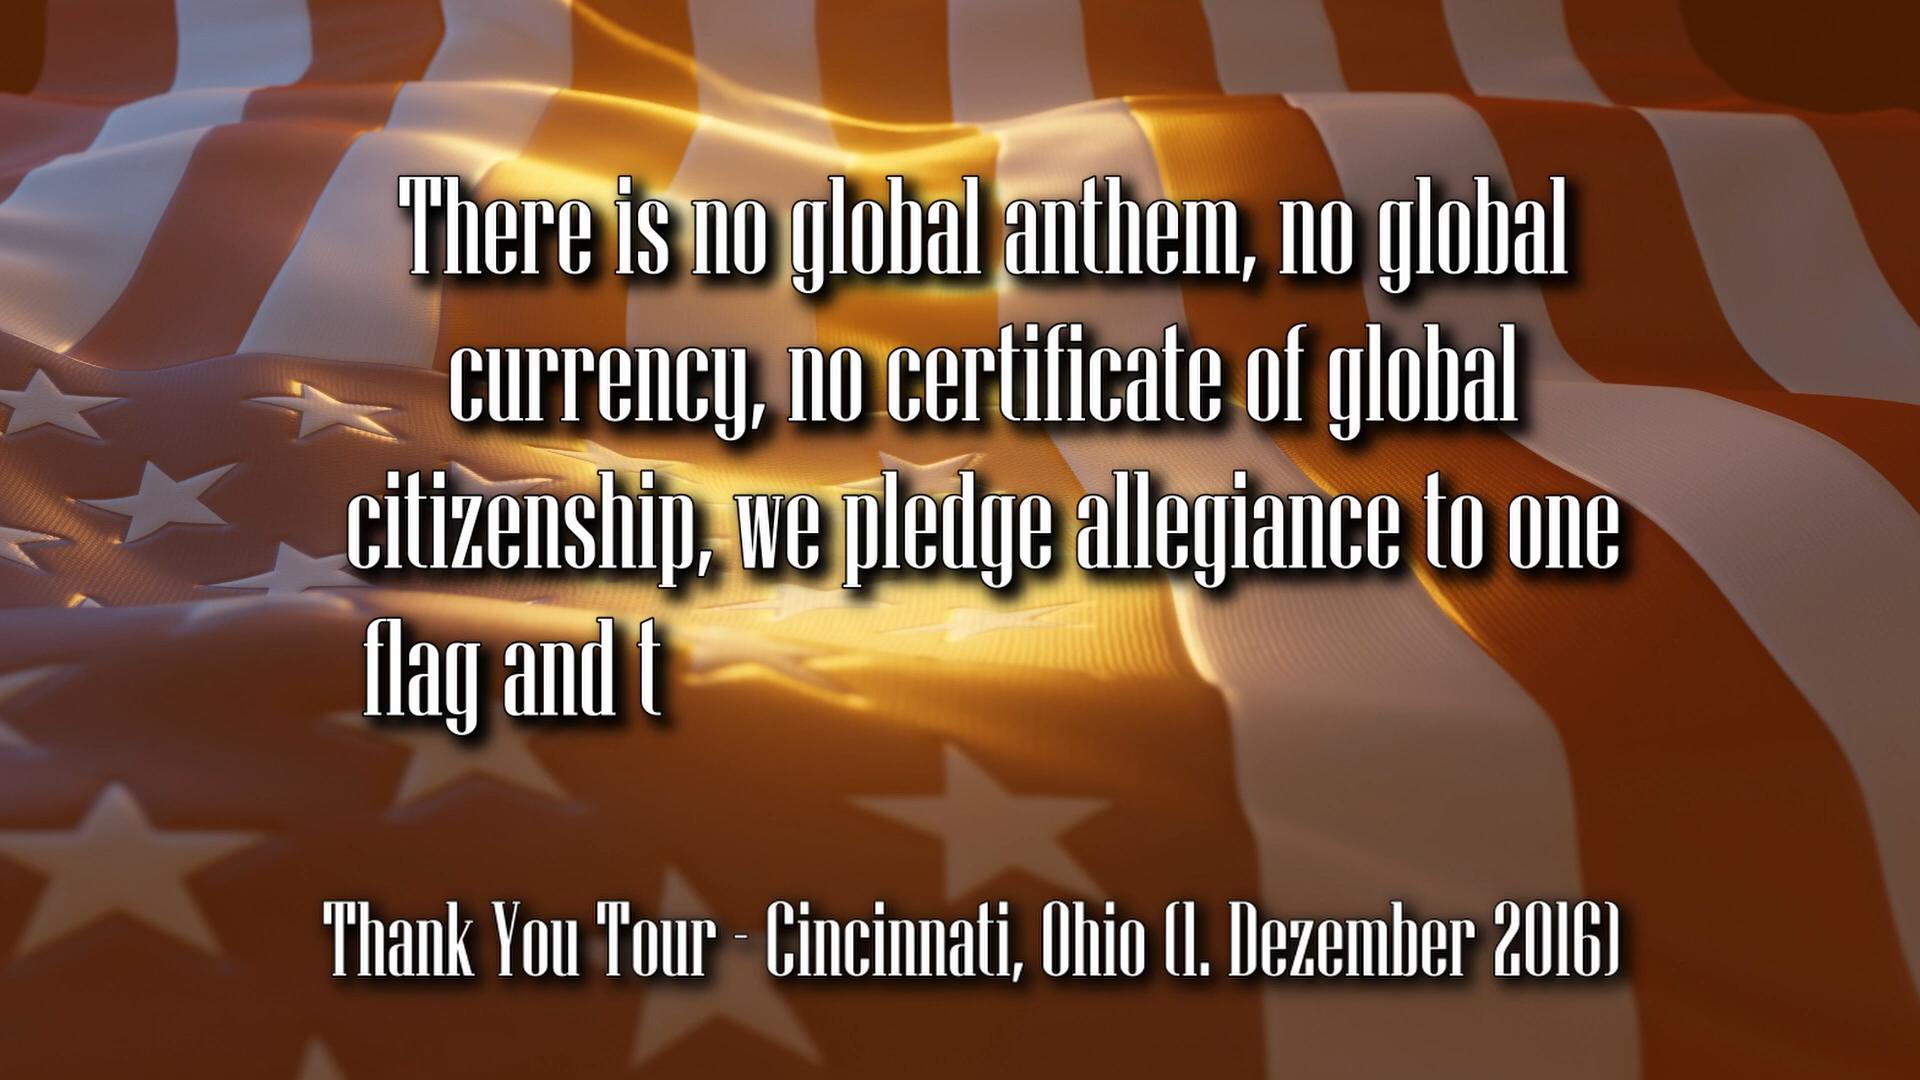 There is no global anthem, no global
currency, no certificate of global
citizenship, we pledge allegiance to one
flag and t
Thank You Tour - Cincinnati, Ohio (1. Dezember 2016)